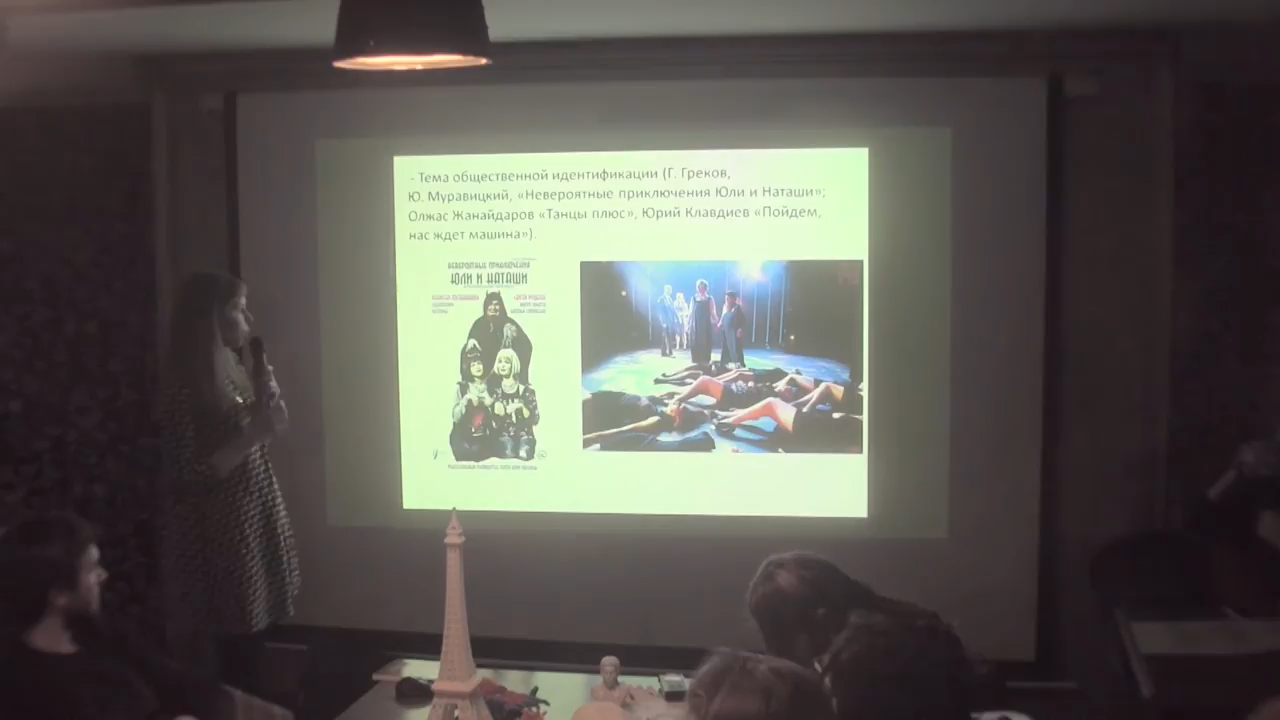 - Тема общественной идентификации (Г. Греков,
Ю. Муравицкий, «Невероятные приключения Юли и Наташи»;
Олжас Жанайдаров «Танцы плюс», Юрий Клавдиев «Пойдем,
нас ждет машина»).
НЕВЕРОЯТНЫЕ ПРИКЛЮЧЕНИЯ
ЮЛИ И НАТАШИ